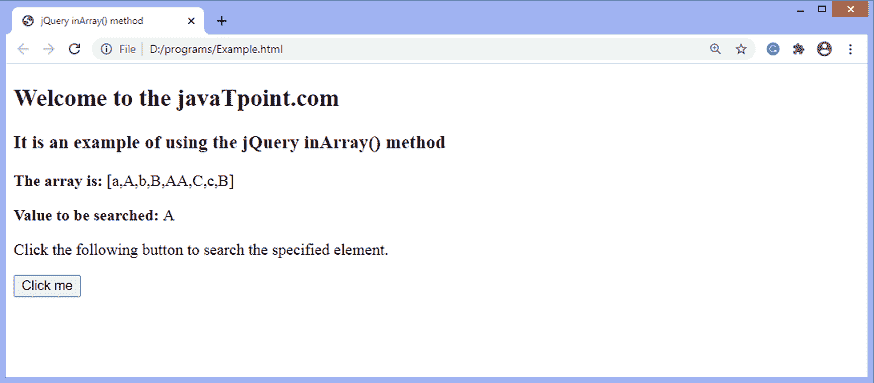 jQuery inArray() method
File D:/programs/Example.html
Welcome to the javaTpoint.com
It is an example of using the jQuery inArray() method
The array is: [a,A,b,B,AA,C,c,B]
Value to be searched: A
Click the following button to search the specified element.
Click me